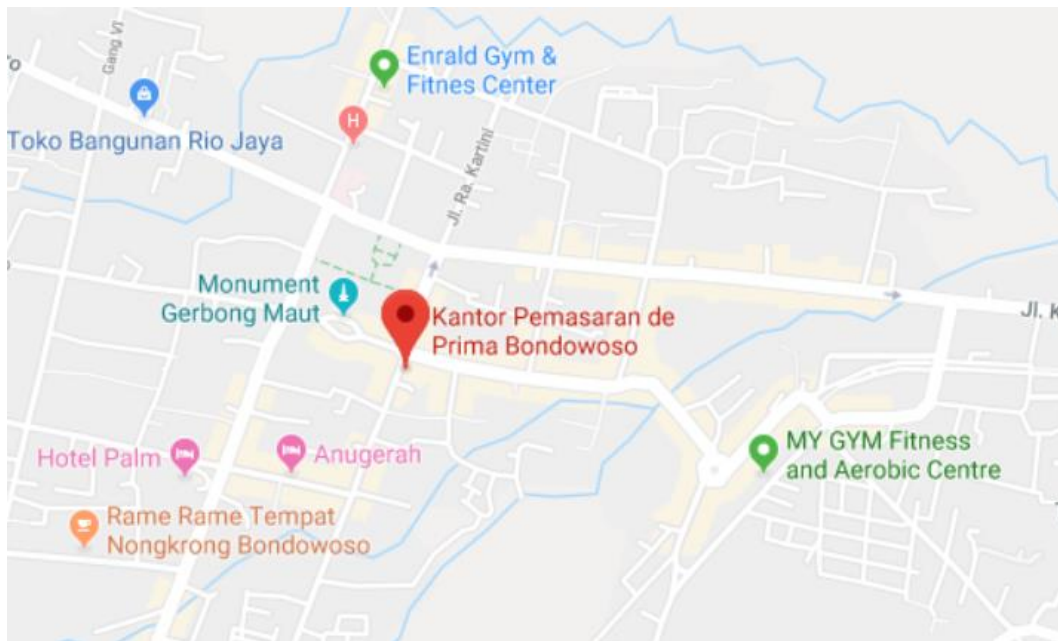 To
Gang VI
Enrald Gym &
Fitnes Center
H
Toko Bangunan Rio Jaya
Jl. Ra. Kartini
Monument
Gerbong Maut
Kantor Pemasaran de
Prima Bondowoso
Jl. K
Hotel Palm
Anugerah
MY GYM Fitness
and Aerobic Centre
Rame Rame Tempat
Nongkrong Bondowoso